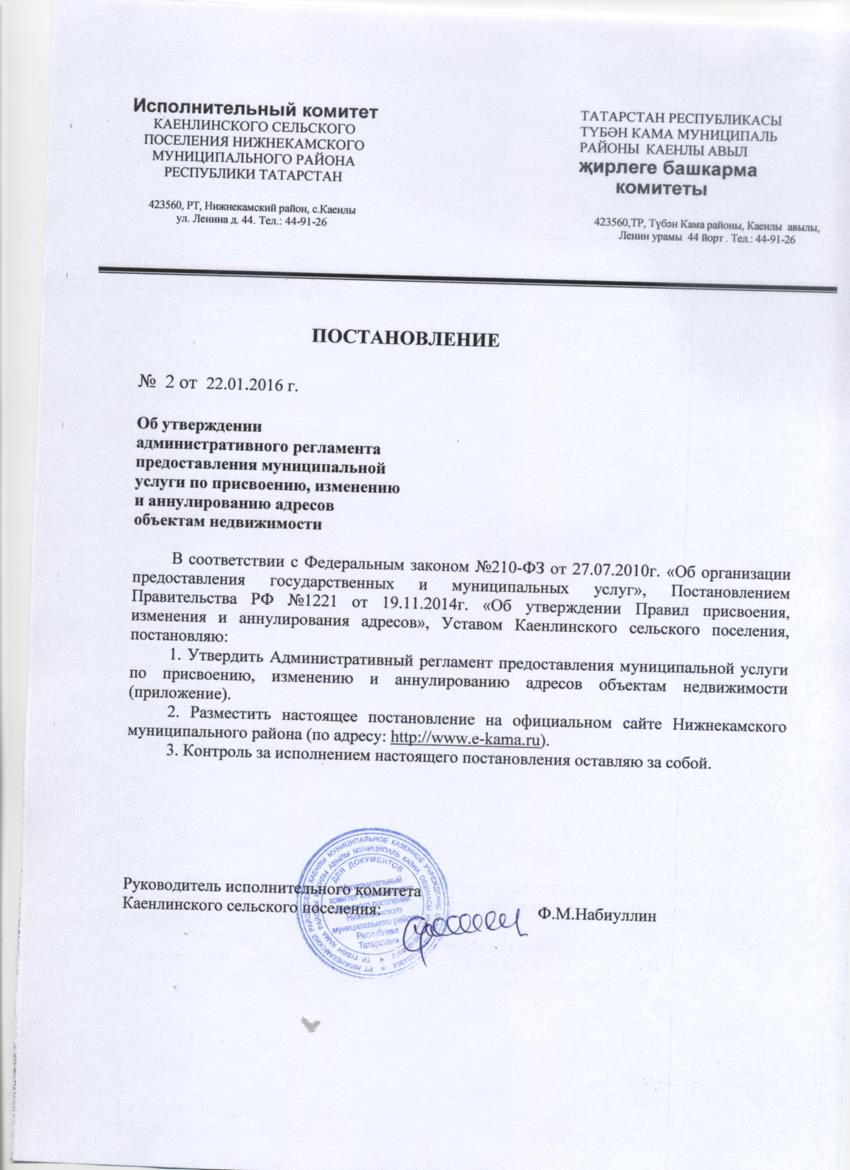 Исполнительный комитет
КАЕНЛИНСКОГО СЕЛЬСКОГО
ПОСЕЛЕНИЯ НИЖНЕКАМСКОГО
МУНИЦИПАЛЬНОГО РАЙОНА
РЕСПУБЛИКИ ТАТАРСТАН
423560, РТ, Нижнекамский район, с.Каенлы
ул. Ленина д. 44. Тел.: 44-91-26
ТАТАРСТАН РЕСПУБЛИКАСЫ
ТҮБӘН КАМА МУНИЦИПАЛЬ
РАЙОНЫ КАЕНЛЫ АВЫЛ
җирлеге башкарма
комитеты
423560,ТР, Түбән Кама районы, Каенлы авылы,
Ленин урамы 44 йорт . Тел.: 44-91-26
ПОСТАНОВЛЕНИЕ
№ 2 от 22.01.2016 г.
Об утверждении
административного регламента
предоставления муниципальной
услуги по присвоению, изменению
и аннулированию адресов
объектам недвижимости
В соответствии с Федеральным законом №210-ФЗ от 27.07.2010г. «Об организации
предоставления государственных и муниципальных услуг», Постановлением
Правительства РФ №1221 от 19.11.2014г. «Об утверждении Правил присвоения,
изменения и аннулирования адресов», Уставом Каенлинского сельского поселения,
постановляю:
1. Утвердить Административный регламент предоставления муниципальной услуги
по присвоению, изменению и аннулированию адресов объектам недвижимости
(приложение).
2. Разместить настоящее постановление на официальном сайте Нижнекамского
муниципального района (по адресу: http://www.e-kama.ru).
3. Контроль за исполнением настоящего постановления оставляю за собой.
ДЛЯ ДОКУМЕНТОВ
Руководитель исполнительного комитета
Каенлинского сельского поселения:
Ф.М.Набиуллин
Нижнекамского
муниципального района
Республики
Татарстан